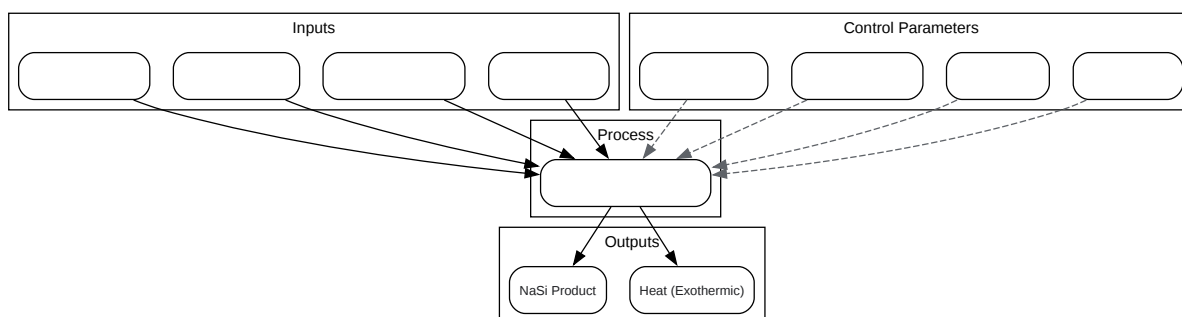 Inputs
Control Parameters
Process
Outputs
NaSi Product
Heat (Exothermic)